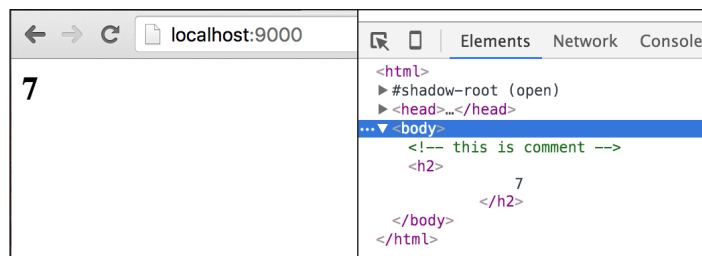 localhost:9000
7
Elements Network Console
<html>
#shadow-root (open)
<head>…</head>
<body>
<!-- this is comment -->
<h2>
7
</h2>
</body>
</html>